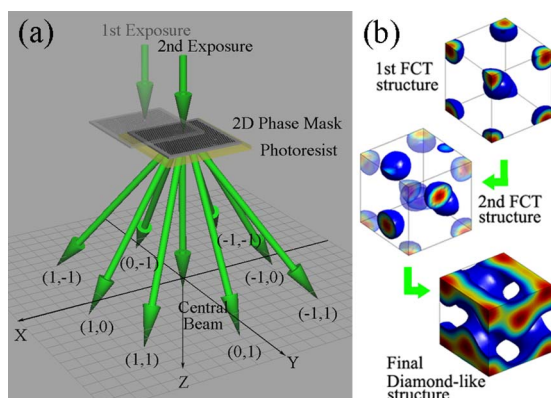 (a)
1st Exposure
2nd Exposure
2D Phase Mask
Photoresist
(-1,-1)
(0,-1)
(1,-1)
(-1,0)
(1,0)
Central
Beam
(-1,1)
X
(1,1)
(0,1)
Y
Z
(b)
1st FCT
structure
2nd FCT
structure
Final
Diamond-like
structure